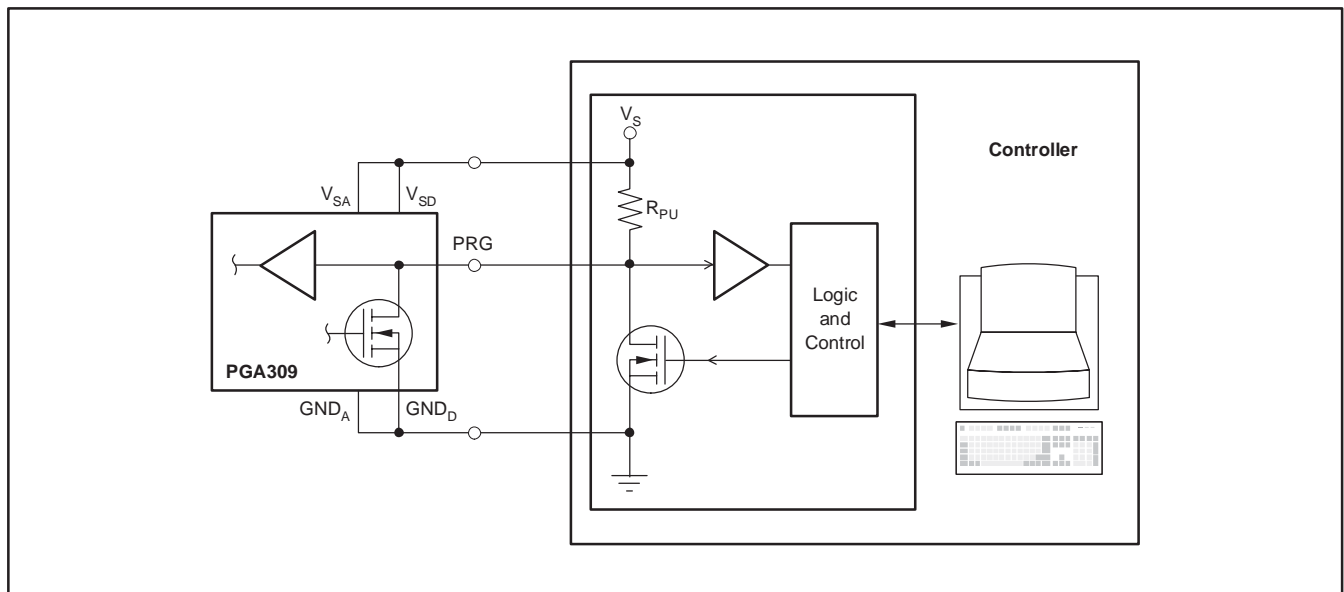 V_S
Controller
V_SA
V_SD
R_PU
PRG
Logic
and
Control
PGA309
GND_A
GND_D